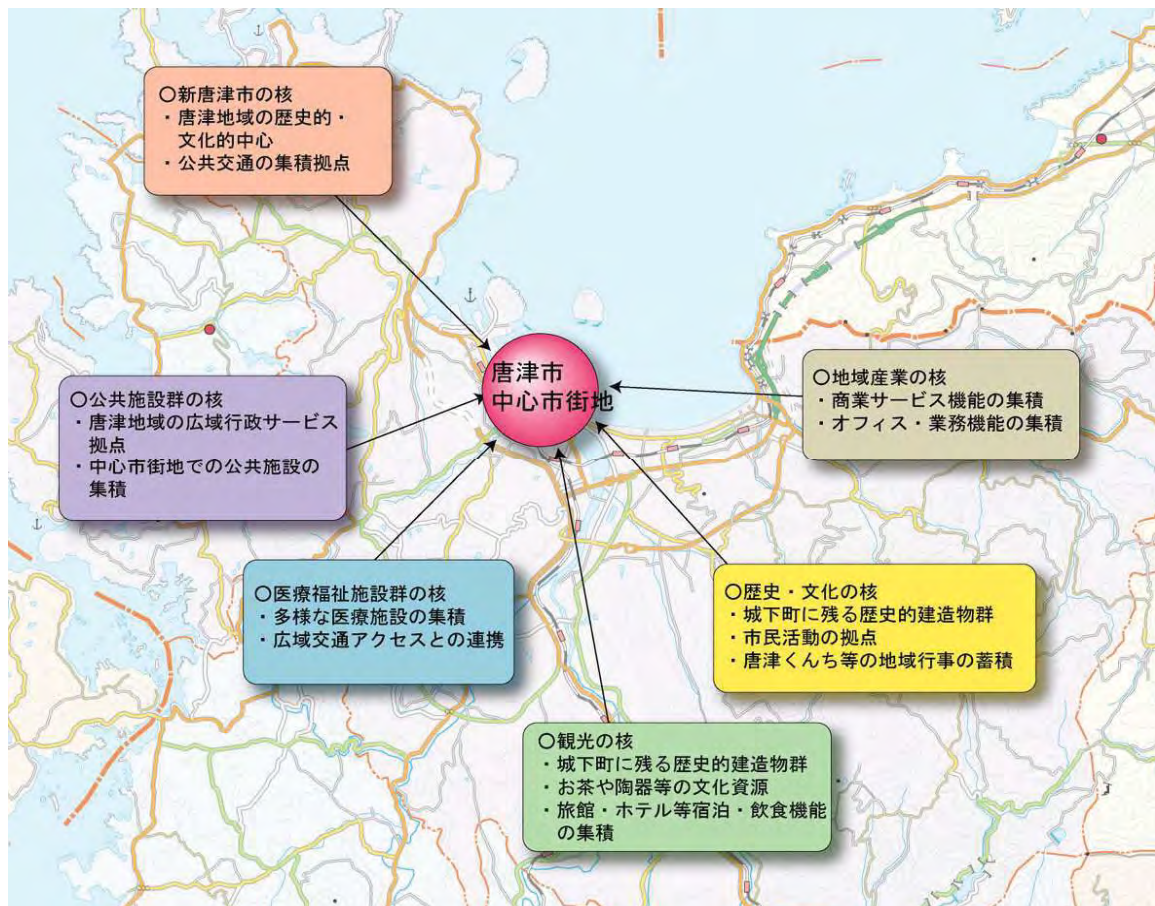 〇新唐津市の核
・唐津地域の歴史的・
文化的中心
・公共交通の集積拠点
唐津市
中心市街地
〇公共施設群の核
・唐津地域の広域行政サービス
拠点
・中心市街地での公共施設の
集積
〇地域産業の核
・商業サービス機能の集積
・オフィス・業務機能の集積
〇医療福祉施設群の核
・多様な医療施設の集積
・広域交通アクセスとの連携
〇歴史・文化の核
・城下町に残る歴史的建造物群
・市民活動の拠点
・唐津くんち等の地域行事の蓄積
〇観光の核
・城下町に残る歴史的建造物群
・お茶や陶器等の文化資源
・旅館・ホテル等宿泊・飲食機能
の集積